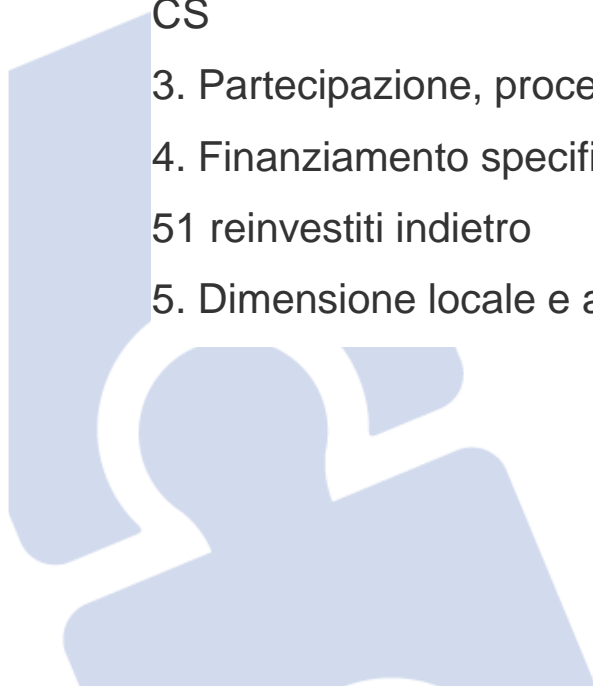 CS
3. Partecipazione, proce
4. Finanziamento specifi
51 reinvestiti indietro
5. Dimensione locale e a